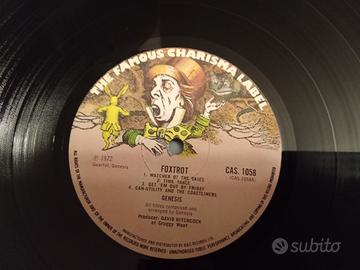 THE FAMOUS CHARISMA LABEL
℗ 1972
FOXTROT
CAS. 1058
(CAS. 1058A)
1. WATCHER OF THE SKIES
2. TIME TABLE
3. GET 'EM OUT BY FRIDAY
4. CAN-UTILITY AND THE COASTLINERS
GENESIS
All titles composed and
arranged by Genesis
Producer: DAVID HITCHCOCK
subito